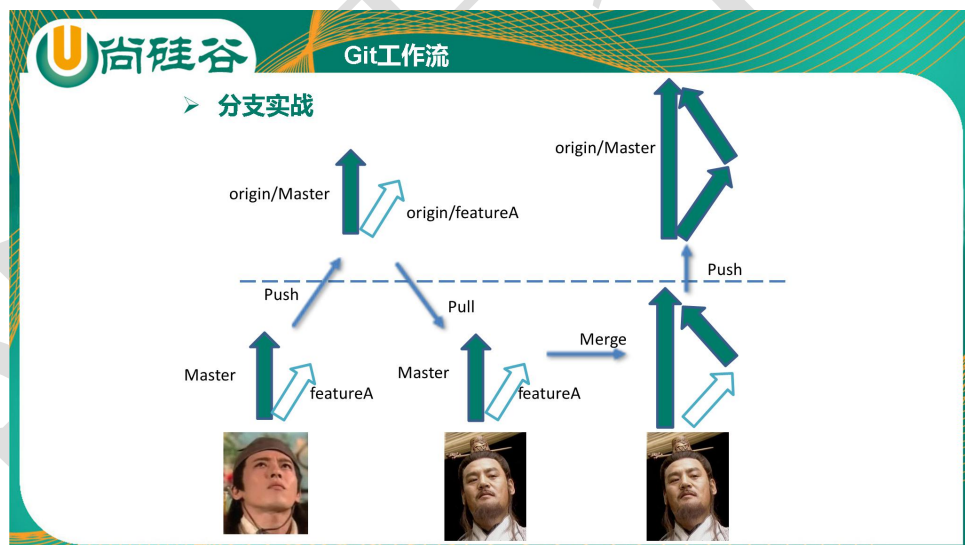 尚硅谷
Git工作流
分支实战
origin/Master
origin/Master
origin/featureA
Push
Push
Pull
Merge
Master
featureA
Master
featureA